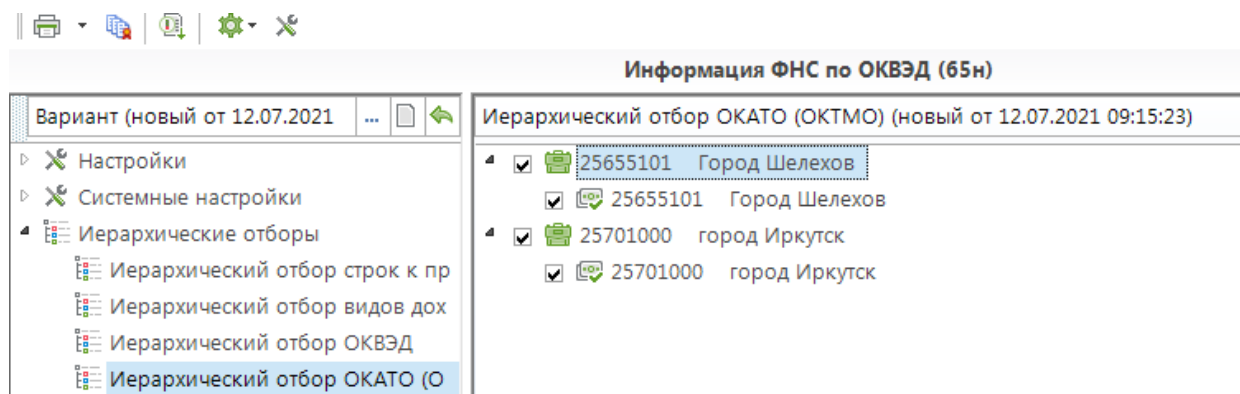 Информация ФНС по ОКВЭД (65н)
Вариант (новый от 12.07.2021 ...
Настройки
Системные настройки
Иерархические отборы
Иерархический отбор строк к пр
Иерархический отбор видов дох
Иерархический отбор ОКВЭД
Иерархический отбор ОКАТО (О
Иерархический отбор ОКАТО (ОКТМО) (новый от 12.07.2021 09:15:23)
25655101 Город Шелехов
25655101 Город Шелехов
25701000 город Иркутск
25701000 город Иркутск